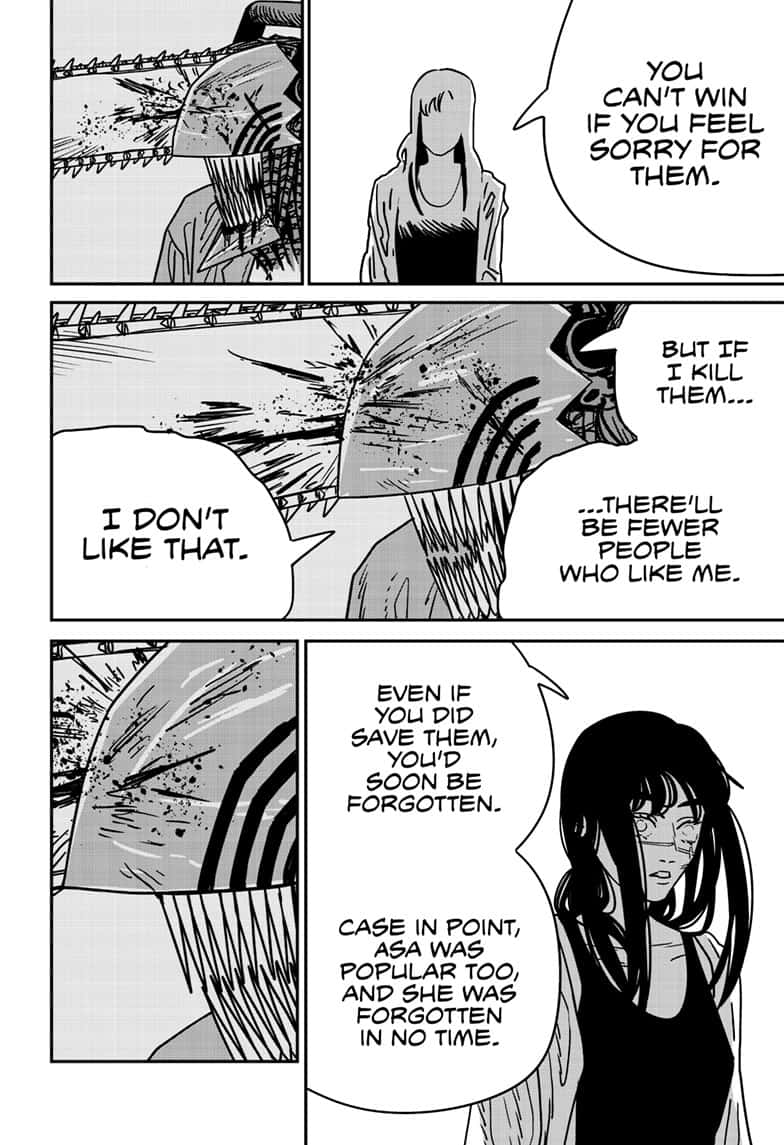 YOU
CAN'T WIN
IF YOU FEEL
SORRY FOR
THEM.
BUT IF
I KILL
THEM...
...THERE'LL
BE FEWER
PEOPLE
WHO LIKE ME.
I DON'T
LIKE THAT.
EVEN IF
YOU DID
SAVE THEM,
YOU'D
SOON BE
FORGOTTEN.
CASE IN POINT,
ASA WAS
POPULAR TOO,
AND SHE WAS
FORGOTTEN
IN NO TIME.